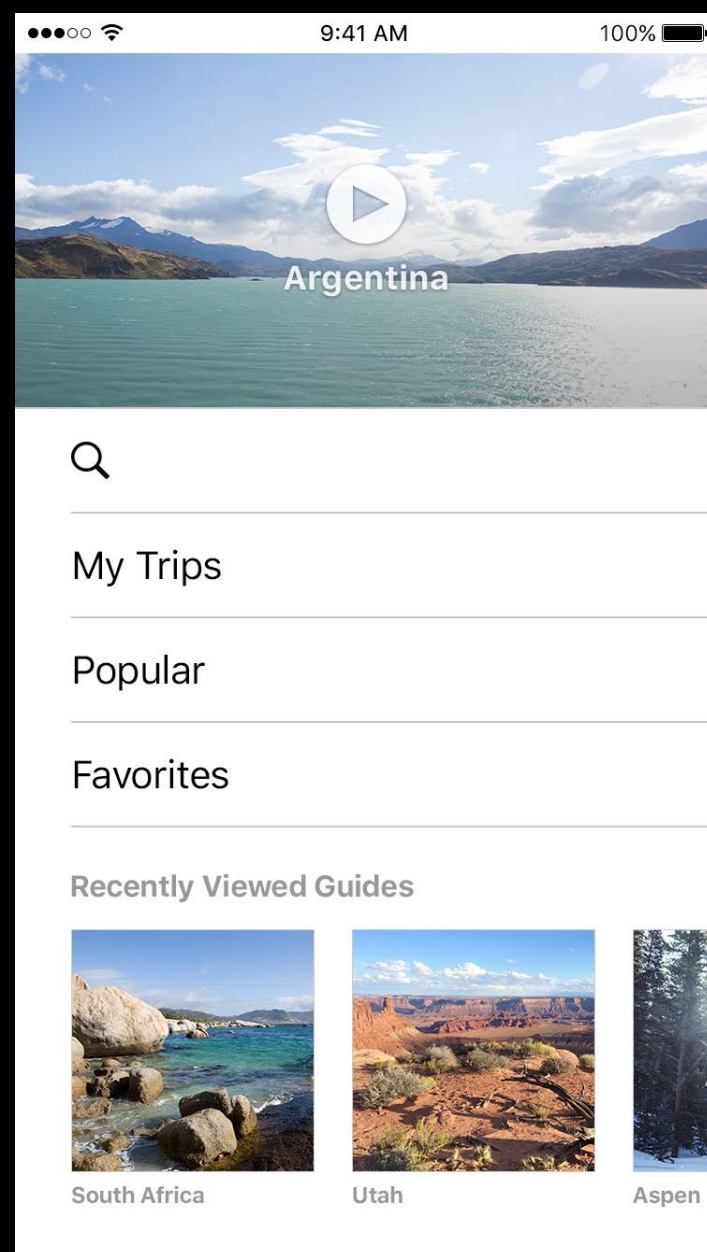 9:41 AM 100%
Argentina
My Trips
Popular
Favorites
Recently Viewed Guides
South Africa Utah Aspen